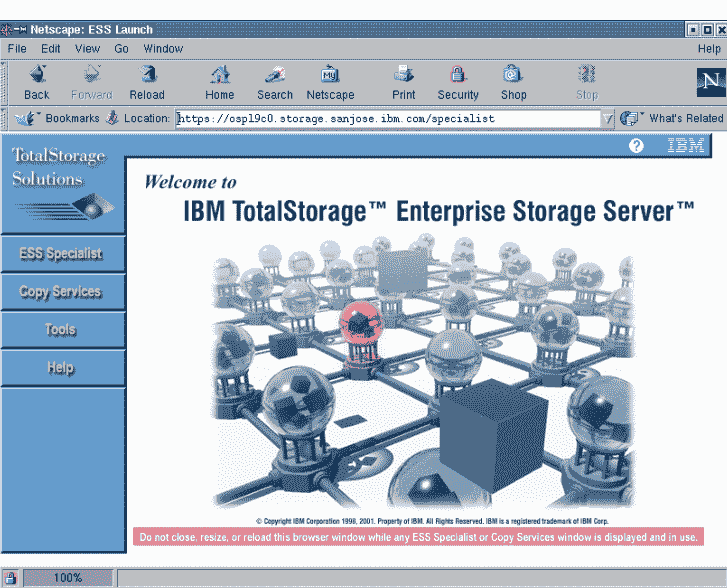 Netscape: ESS Launch
File Edit View Go Window Help
Back Forward Reload Home Search Netscape Print Security Shop Stop
My
N
Bookmarks Location: https://osp19c0.storage.sanjose.ibm.com/specialist What's Related
? IBM
TotalStorage
Solutions
Welcome to
IBM TotalStorage™ Enterprise Storage Server™
ESS Specialist
Copy Services
Tools
Help
© Copyright IBM Corporation 1998, 2001. Property of IBM. All Rights Reserved. IBM is a registered trademark of IBM Corp.
Do not close, resize, or reload this browser window while any ESS Specialist or Copy Services window is displayed and in use.
100%